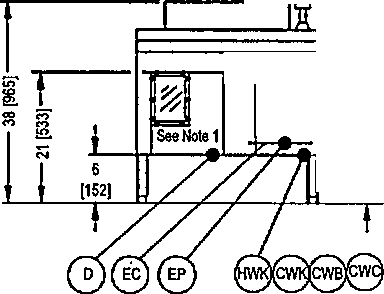 38 [965]
21 [533]
See Note 1
6
[152]
D EC EP HWK CWK CWB CWC